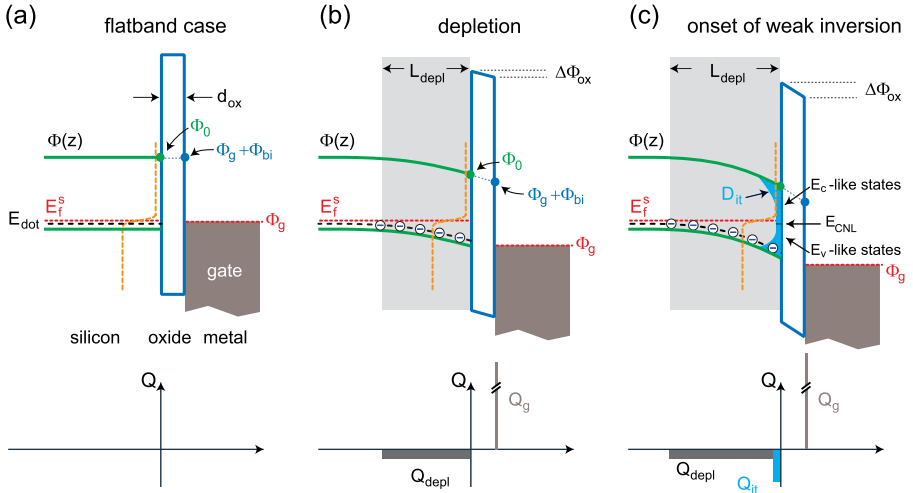 (a) flatband case
d_ox
Φ(z)
Φ_0
Φ_g + Φ_bi
E_f^s
E_dot
Φ_g
gate
silicon oxide metal
Q
(b) depletion
L_depl
ΔΦ_ox
Φ(z)
Φ_0
Φ_g + Φ_bi
E_f^s
Φ_g
Q
Q_g
Q_depl
(c) onset of weak inversion
L_depl
ΔΦ_ox
Φ(z)
D_it
E_c-like states
E_f^s
E_CNL
E_v-like states
Φ_g
Q
Q_g
Q_depl
Q_it